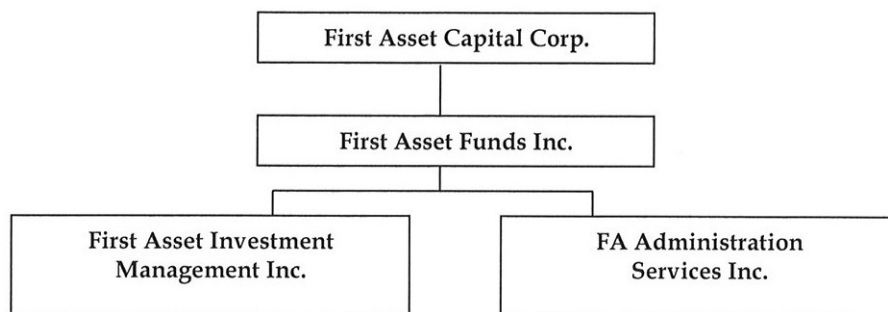 First Asset Capital Corp.
First Asset Funds Inc.
First Asset Investment
Management Inc.
FA Administration
Services Inc.